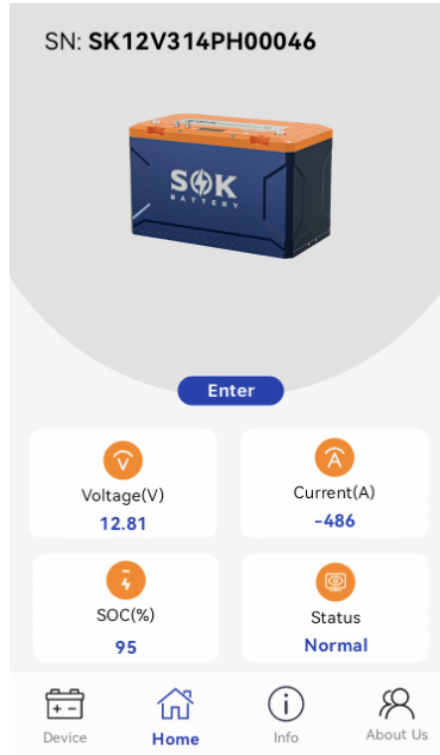 SN: SK12V314PH00046
SOK
SOK
BATTERY
Enter
Voltage(V)
12.81
Current(A)
-486
SOC(%)
95
Status
Normal
Device
Home
Info
About Us